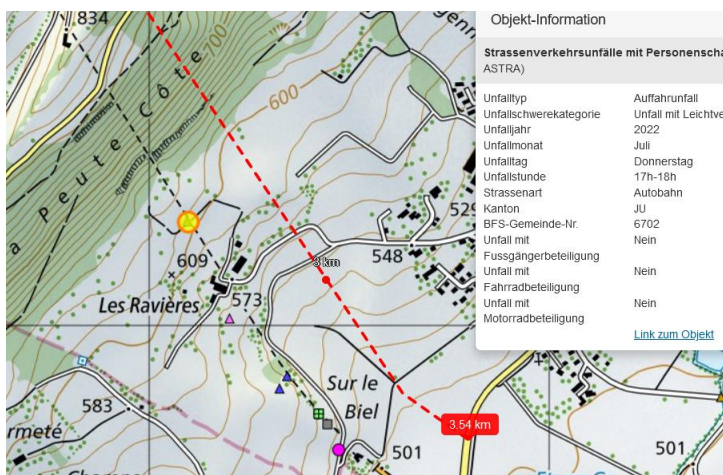 834
Peute Côte
700
600
609
Les Ravières
573
548
529
3 km
Sur le
Biel
583
501
501
3.54 km
Objekt-Information
Strassenverkehrsunfälle mit Personenscha
ASTRA)
Unfalltyp Auffahrunfall
Unfallschwerekategorie Unfall mit Leichtve
Unfalljahr 2022
Unfallmonat Juli
Unfalltag Donnerstag
Unfallstunde 17h-18h
Strassenart Autobahn
Kanton JU
BFS-Gemeinde-Nr. 6702
Unfall mit Nein
Fussgängerbeteiligung
Unfall mit Nein
Fahrradbeteiligung
Unfall mit Nein
Motorradbeteiligung
Link zum Objekt